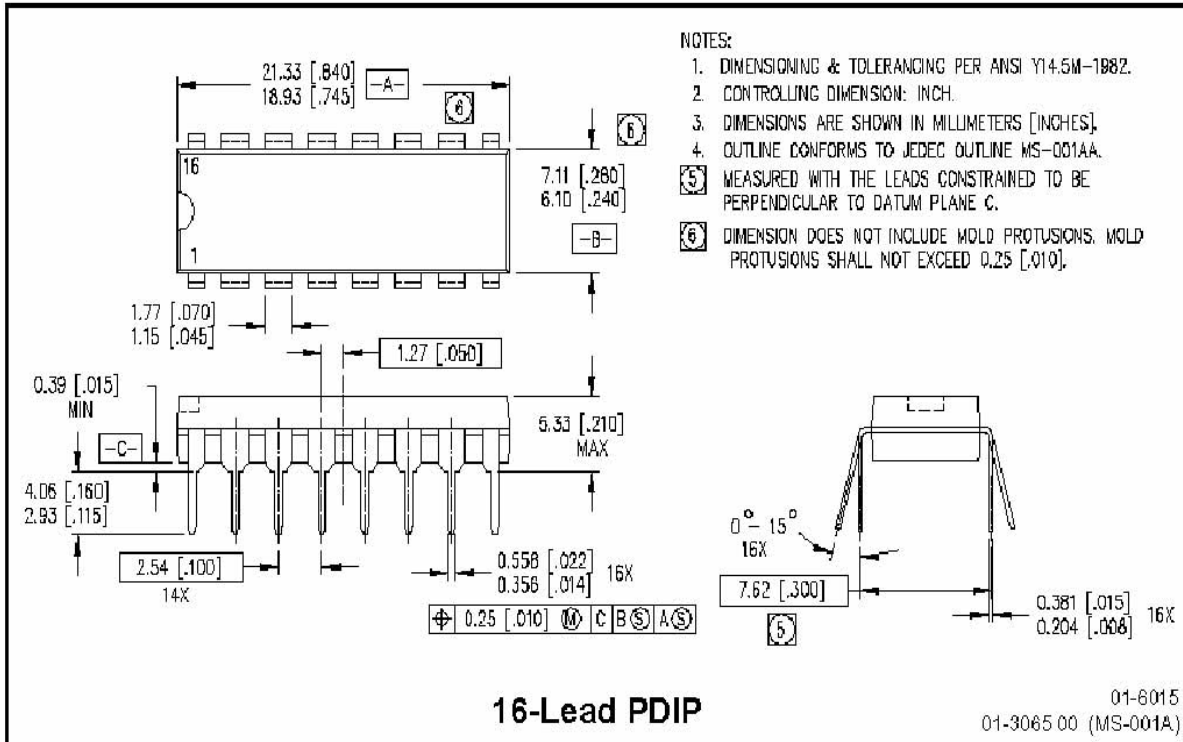 21.33 [.840]
18.93 [.745]
-A-
6
6
16
1
7.11 [.280]
6.10 [.240]
-B-
NOTES:
1. DIMENSIONING & TOLERANCING PER ANSI Y14.5M-1982.
2. CONTROLLING DIMENSION: INCH.
3. DIMENSIONS ARE SHOWN IN MILLIMETERS [INCHES].
4. OUTLINE CONFORMS TO JEDEC OUTLINE MS-001AA.
5 MEASURED WITH THE LEADS CONSTRAINED TO BE
PERPENDICULAR TO DATUM PLANE C.
6 DIMENSION DOES NOT INCLUDE MOLD PROTUSIONS. MOLD
PROTUSIONS SHALL NOT EXCEED 0.25 [.010].
1.77 [.070]
1.15 [.045]
1.27 [.050]
0.39 [.015]
MIN
-C-
5.33 [.210]
MAX
4.06 [.160]
2.93 [.115]
2.54 [.100]
14X
0.558 [.022]
0.356 [.014]
16X
⌖ 0.25 [.010] Ⓜ C B Ⓢ A Ⓢ
0°-15°
16X
7.62 [.300]
5
0.381 [.015]
0.204 [.008]
16X
16-Lead PDIP
01-6015
01-3065 00 (MS-001A)